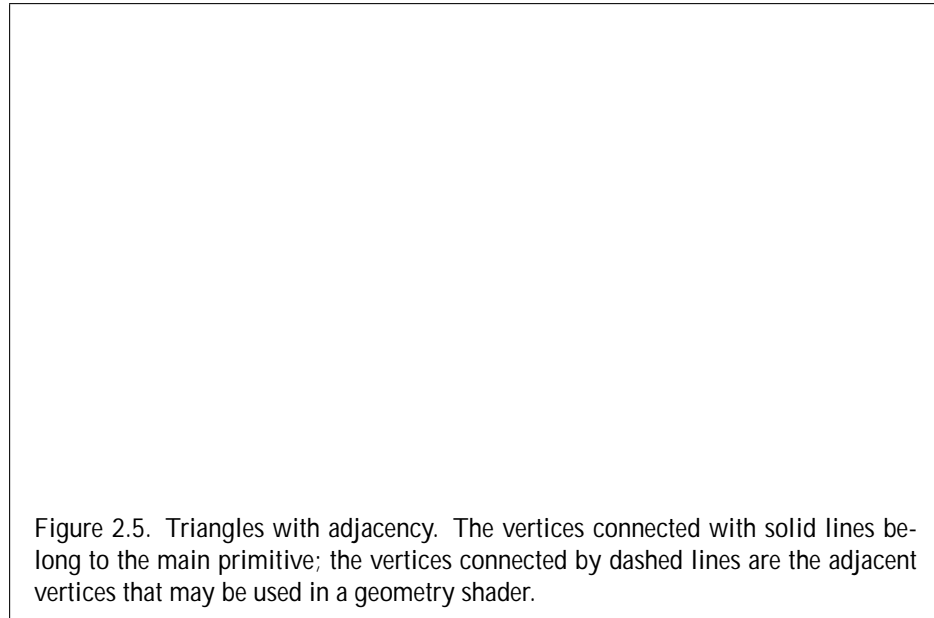 Figure 2.5. Triangles with adjacency. The vertices connected with solid lines be-
long to the main primitive; the vertices connected by dashed lines are the adjacent
vertices that may be used in a geometry shader.